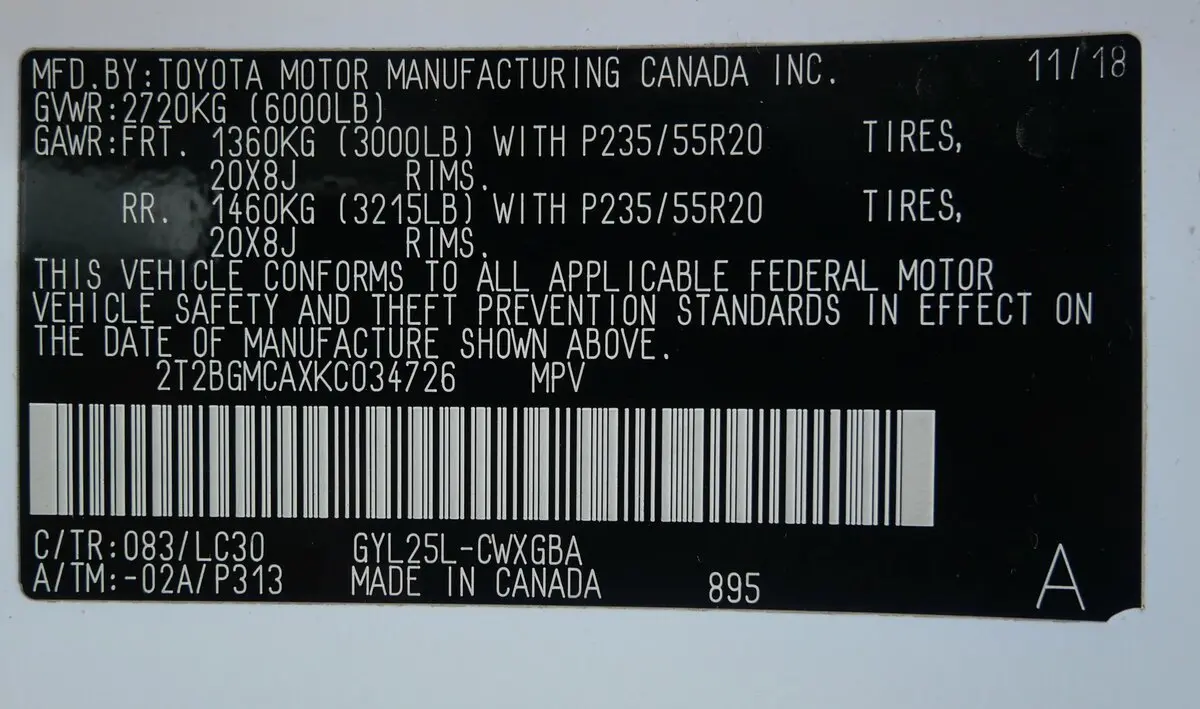 MFD.BY:TOYOTA MOTOR MANUFACTURING CANADA INC. 11/18
GVWR:2720KG (6000LB)
GAWR:FRT. 1360KG (3000LB) WITH P235/55R20 TIRES,
20X8J RIMS.
RR. 1460KG (3215LB) WITH P235/55R20 TIRES,
20X8J RIMS.
THIS VEHICLE CONFORMS TO ALL APPLICABLE FEDERAL MOTOR
VEHICLE SAFETY AND THEFT PREVENTION STANDARDS IN EFFECT ON
THE DATE OF MANUFACTURE SHOWN ABOVE.
2T2BGMCAXKC034726 MPV
C/TR:083/LC30 GYL25L-CWXGBA
A/TM:-02A/P313 MADE IN CANADA 895 A